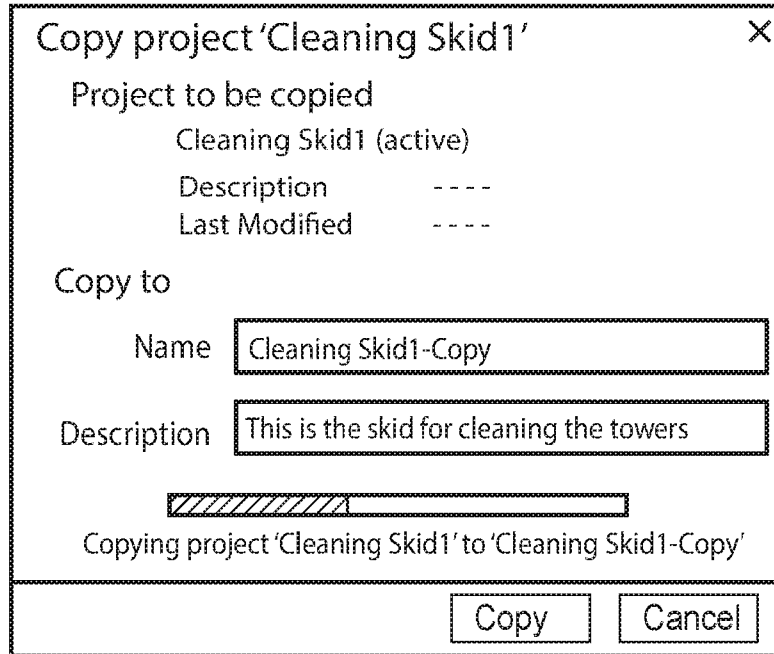 Copy project 'Cleaning Skid1' ×
Project to be copied
Cleaning Skid1 (active)
Description - - - -
Last Modified - - - -
Copy to
Name Cleaning Skid1-Copy
Description This is the skid for cleaning the towers
Copying project 'Cleaning Skid1' to 'Cleaning Skid1-Copy'
Copy Cancel